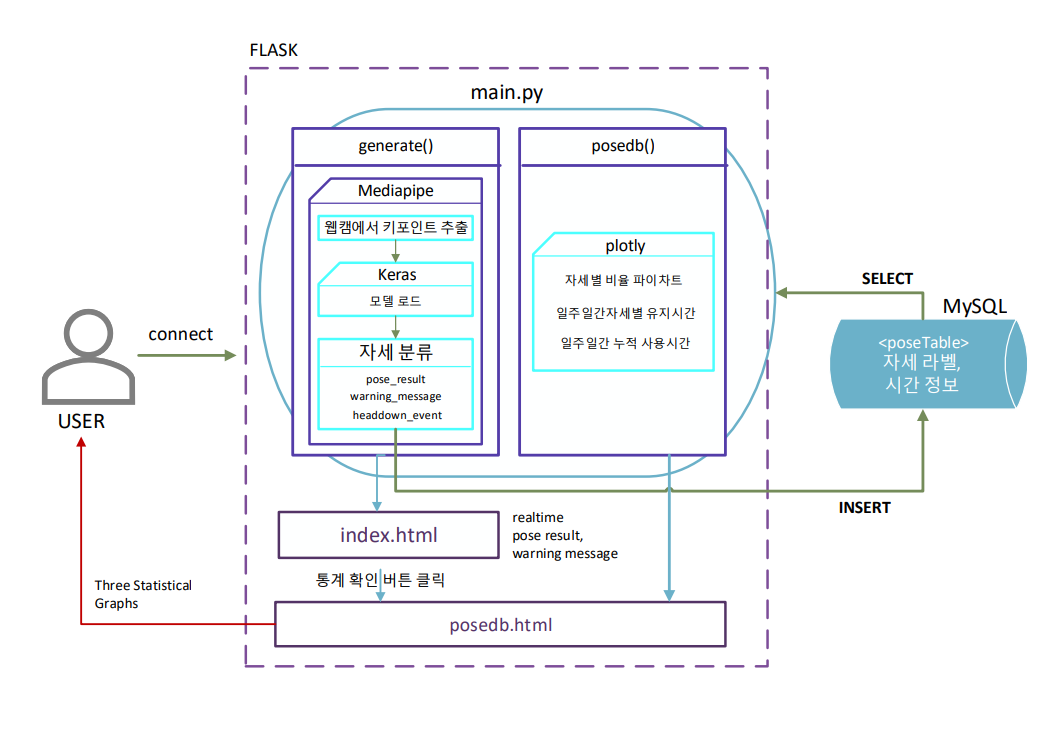 FLASK
main.py
generate()
posedb()
Mediapipe
웹캠에서 키포인트 추출
Keras
모델 로드
자세 분류
pose_result
warning_message
headdown_event
plotly
자세별 비율 파이차트
일주일간자세별 유지시간
일주일간 누적 사용시간
connect
USER
SELECT
MySQL
<poseTable>
자세 라벨,
시간 정보
INSERT
index.html
realtime
pose result,
warning message
통계 확인 버튼 클릭
Three Statistical
Graphs
posedb.html